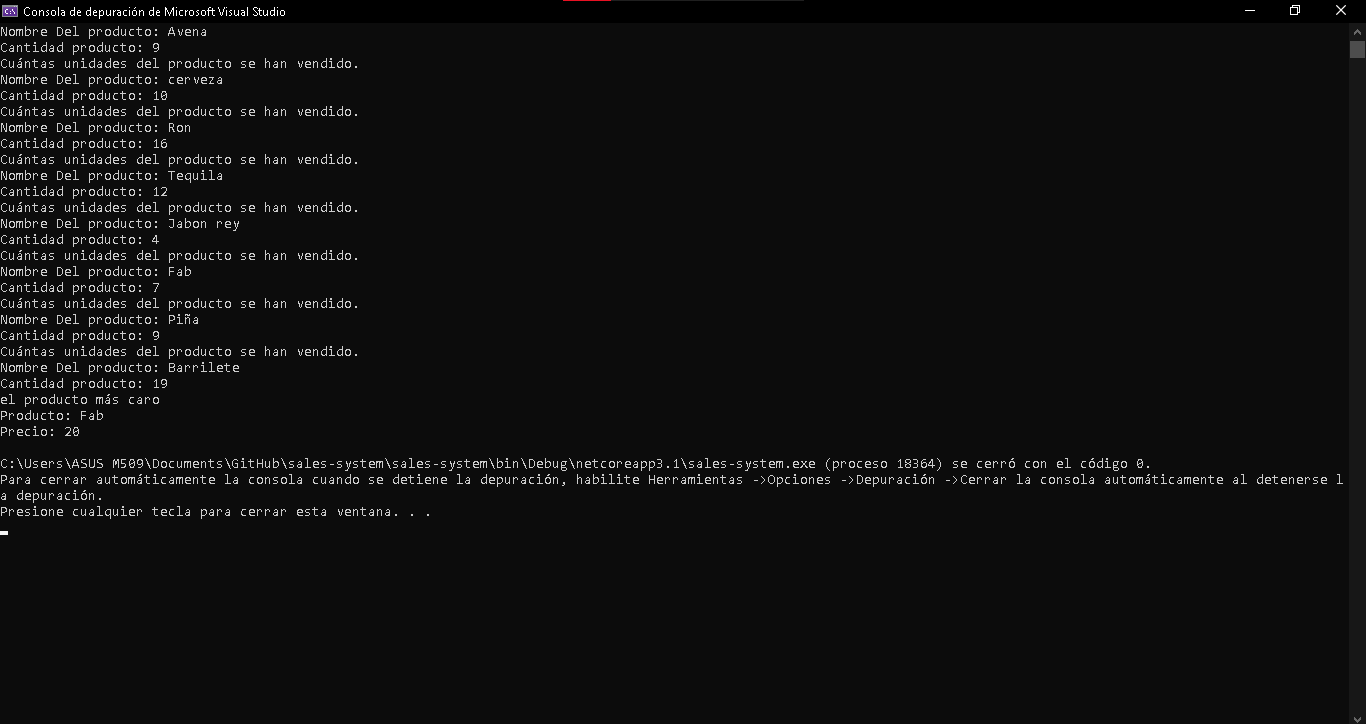 Consola de depuración de Microsoft Visual Studio
Nombre Del producto: Avena
Cantidad producto: 9
Cuántas unidades del producto se han vendido.
Nombre Del producto: cerveza
Cantidad producto: 10
Cuántas unidades del producto se han vendido.
Nombre Del producto: Ron
Cantidad producto: 16
Cuántas unidades del producto se han vendido.
Nombre Del producto: Tequila
Cantidad producto: 12
Cuántas unidades del producto se han vendido.
Nombre Del producto: Jabon rey
Cantidad producto: 4
Cuántas unidades del producto se han vendido.
Nombre Del producto: Fab
Cantidad producto: 7
Cuántas unidades del producto se han vendido.
Nombre Del producto: Piña
Cantidad producto: 9
Cuántas unidades del producto se han vendido.
Nombre Del producto: Barrilete
Cantidad producto: 19
el producto más caro
Producto: Fab
Precio: 20
C:\Users\ASUS M509\Documents\GitHub\sales-system\sales-system\bin\Debug\netcoreapp3.1\sales-system.exe (proceso 18364) se cerró con el código 0.
Para cerrar automáticamente la consola cuando se detiene la depuración, habilite Herramientas ->Opciones ->Depuración ->Cerrar la consola automáticamente al detenerse l
a depuración.
Presione cualquier tecla para cerrar esta ventana. . .